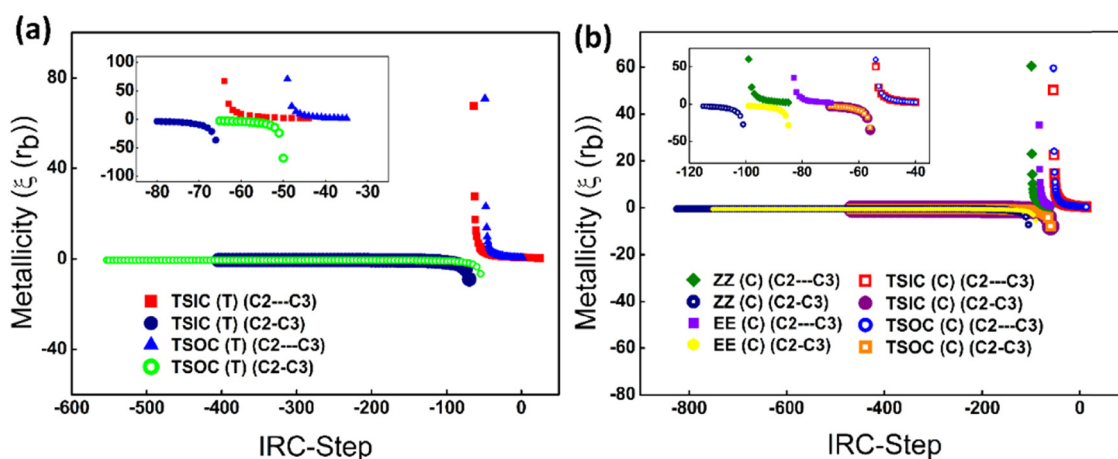 (a)
Metallicity (ξ (r_b))
80
40
0
-40
-600
-500
-400
-300
-200
-100
0
IRC-Step
100
50
0
-50
-100
-80
-70
-60
-50
-40
-30
TSIC (T) (C2---C3)
TSIC (T) (C2-C3)
TSOC (T) (C2---C3)
TSOC (T) (C2-C3)
(b)
Metallicity (ξ (r_b))
60
40
20
0
-20
-40
-60
-80
-800
-600
-400
-200
0
IRC-Step
50
0
-50
-120
-100
-80
-60
-40
ZZ (C) (C2---C3)
ZZ (C) (C2-C3)
EE (C) (C2---C3)
EE (C) (C2-C3)
TSIC (C) (C2---C3)
TSIC (C) (C2-C3)
TSOC (C) (C2---C3)
TSOC (C) (C2-C3)